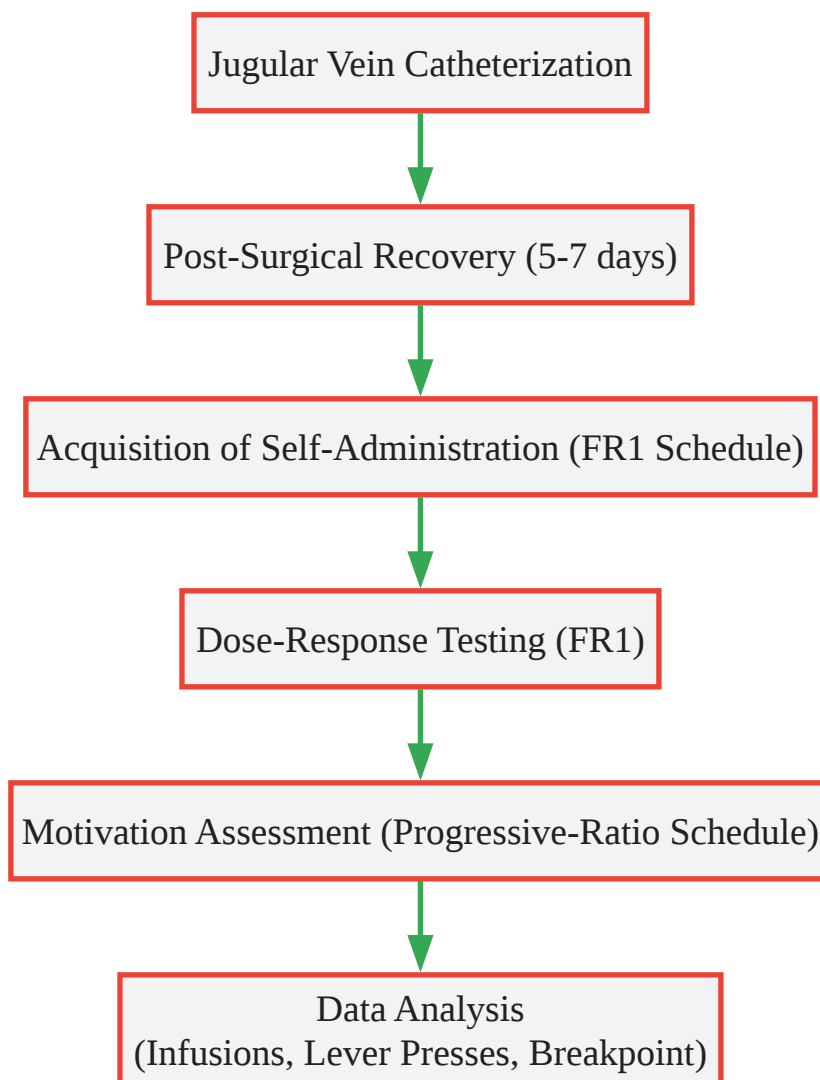 Jugular Vein Catheterization
Post-Surgical Recovery (5-7 days)
Acquisition of Self-Administration (FR1 Schedule)
Dose-Response Testing (FR1)
Motivation Assessment (Progressive-Ratio Schedule)
Data Analysis
(Infusions, Lever Presses, Breakpoint)